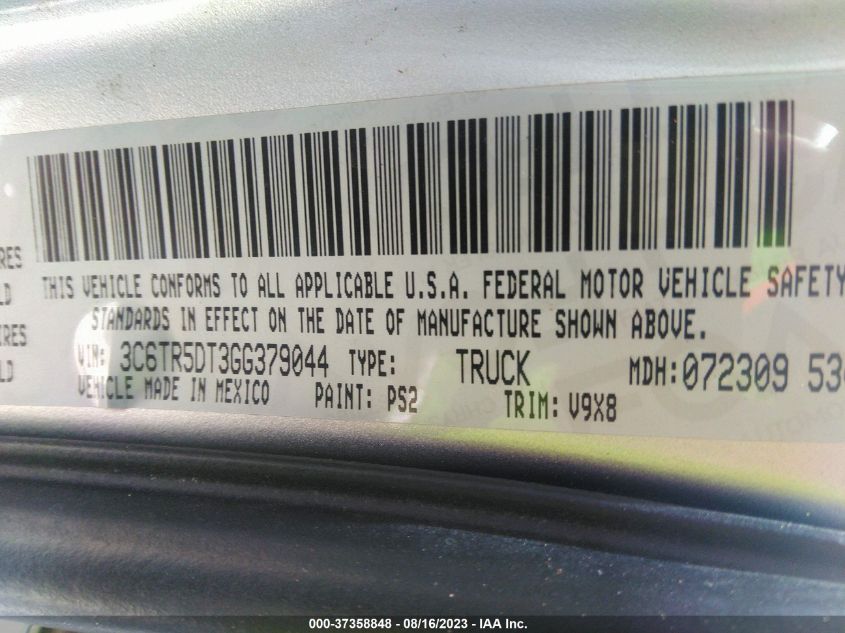 RES
LD
IRES
LD
THIS VEHICLE CONFORMS TO ALL APPLICABLE U.S.A. FEDERAL MOTOR VEHICLE SAFETY
STANDARDS IN EFFECT ON THE DATE OF MANUFACTURE SHOWN ABOVE.
VIN: 3C6TR5DT3GG379044 TYPE: TRUCK MDH:072309 53
VEHICLE MADE IN MEXICO PAINT: PS2 TRIM: V9X8
000-37358848 - 08/16/2023 - IAA Inc.